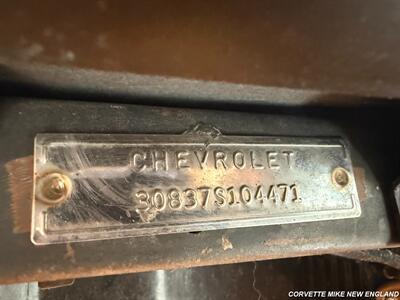 CHEVROLET
30837S104471
CORVETTE MIKE NEW ENGLAND